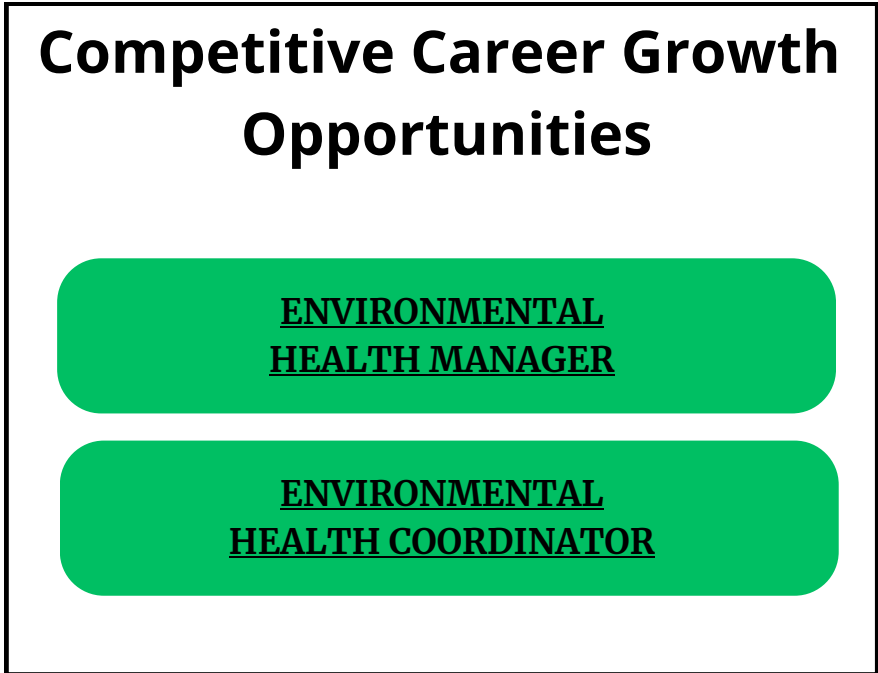 Competitive Career Growth
Opportunities
ENVIRONMENTAL
HEALTH MANAGER
ENVIRONMENTAL
HEALTH COORDINATOR